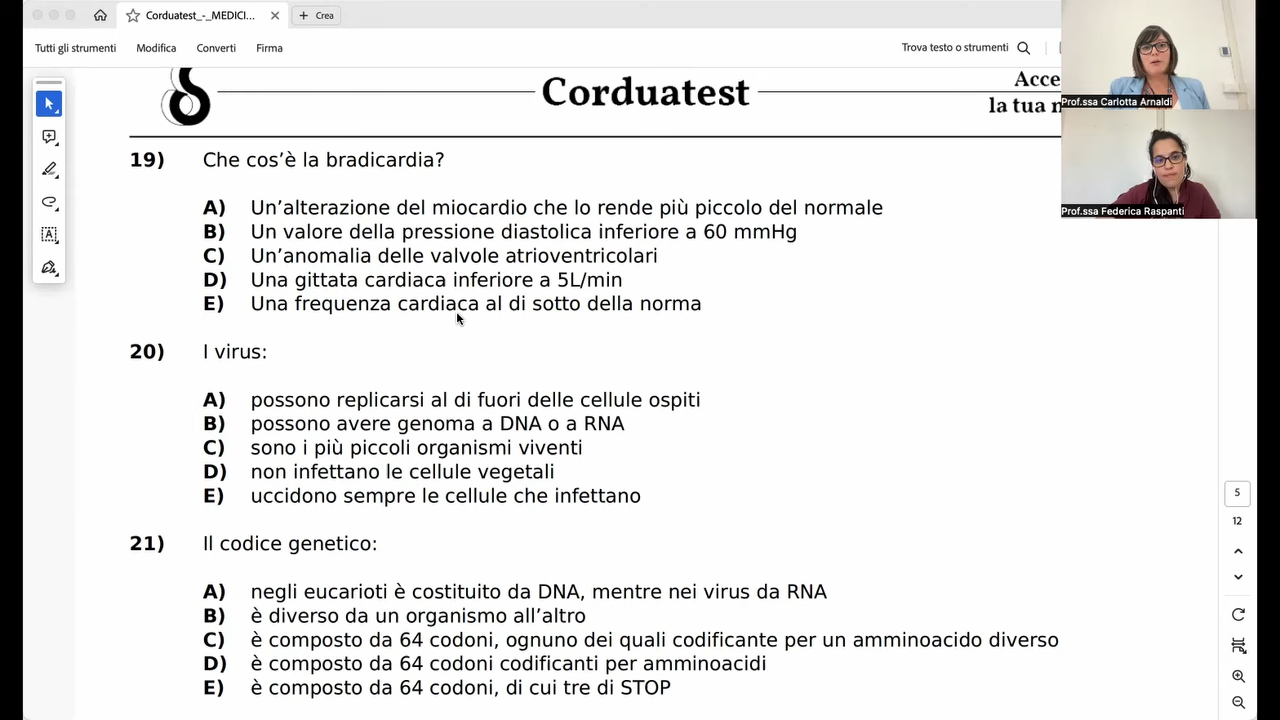 Corduatest_-_MEDICI...
Crea
Tutti gli strumenti
Modifica
Converti
Firma
Trova testo o strumenti
Corduatest
Acce
la tua n
Prof.ssa Carlotta Arnaldi
Prof.ssa Federica Raspanti
19) Che cos’è la bradicardia?
A) Un’alterazione del miocardio che lo rende più piccolo del normale
B) Un valore della pressione diastolica inferiore a 60 mmHg
C) Un’anomalia delle valvole atrioventricolari
D) Una gittata cardiaca inferiore a 5L/min
E) Una frequenza cardiaca al di sotto della norma
20) I virus:
A) possono replicarsi al di fuori delle cellule ospiti
B) possono avere genoma a DNA o a RNA
C) sono i più piccoli organismi viventi
D) non infettano le cellule vegetali
E) uccidono sempre le cellule che infettano
21) Il codice genetico:
A) negli eucarioti è costituito da DNA, mentre nei virus da RNA
B) è diverso da un organismo all’altro
C) è composto da 64 codoni, ognuno dei quali codificante per un amminoacido diverso
D) è composto da 64 codoni codificanti per amminoacidi
E) è composto da 64 codoni, di cui tre di STOP
5
12